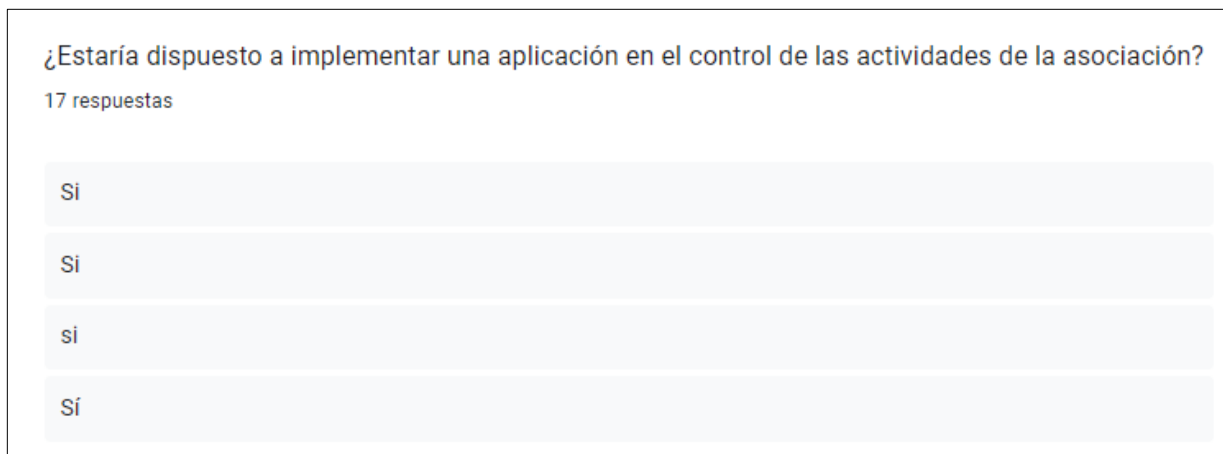 ¿Estaría dispuesto a implementar una aplicación en el control de las actividades de la asociación?
17 respuestas
Si
Si
si
Sí